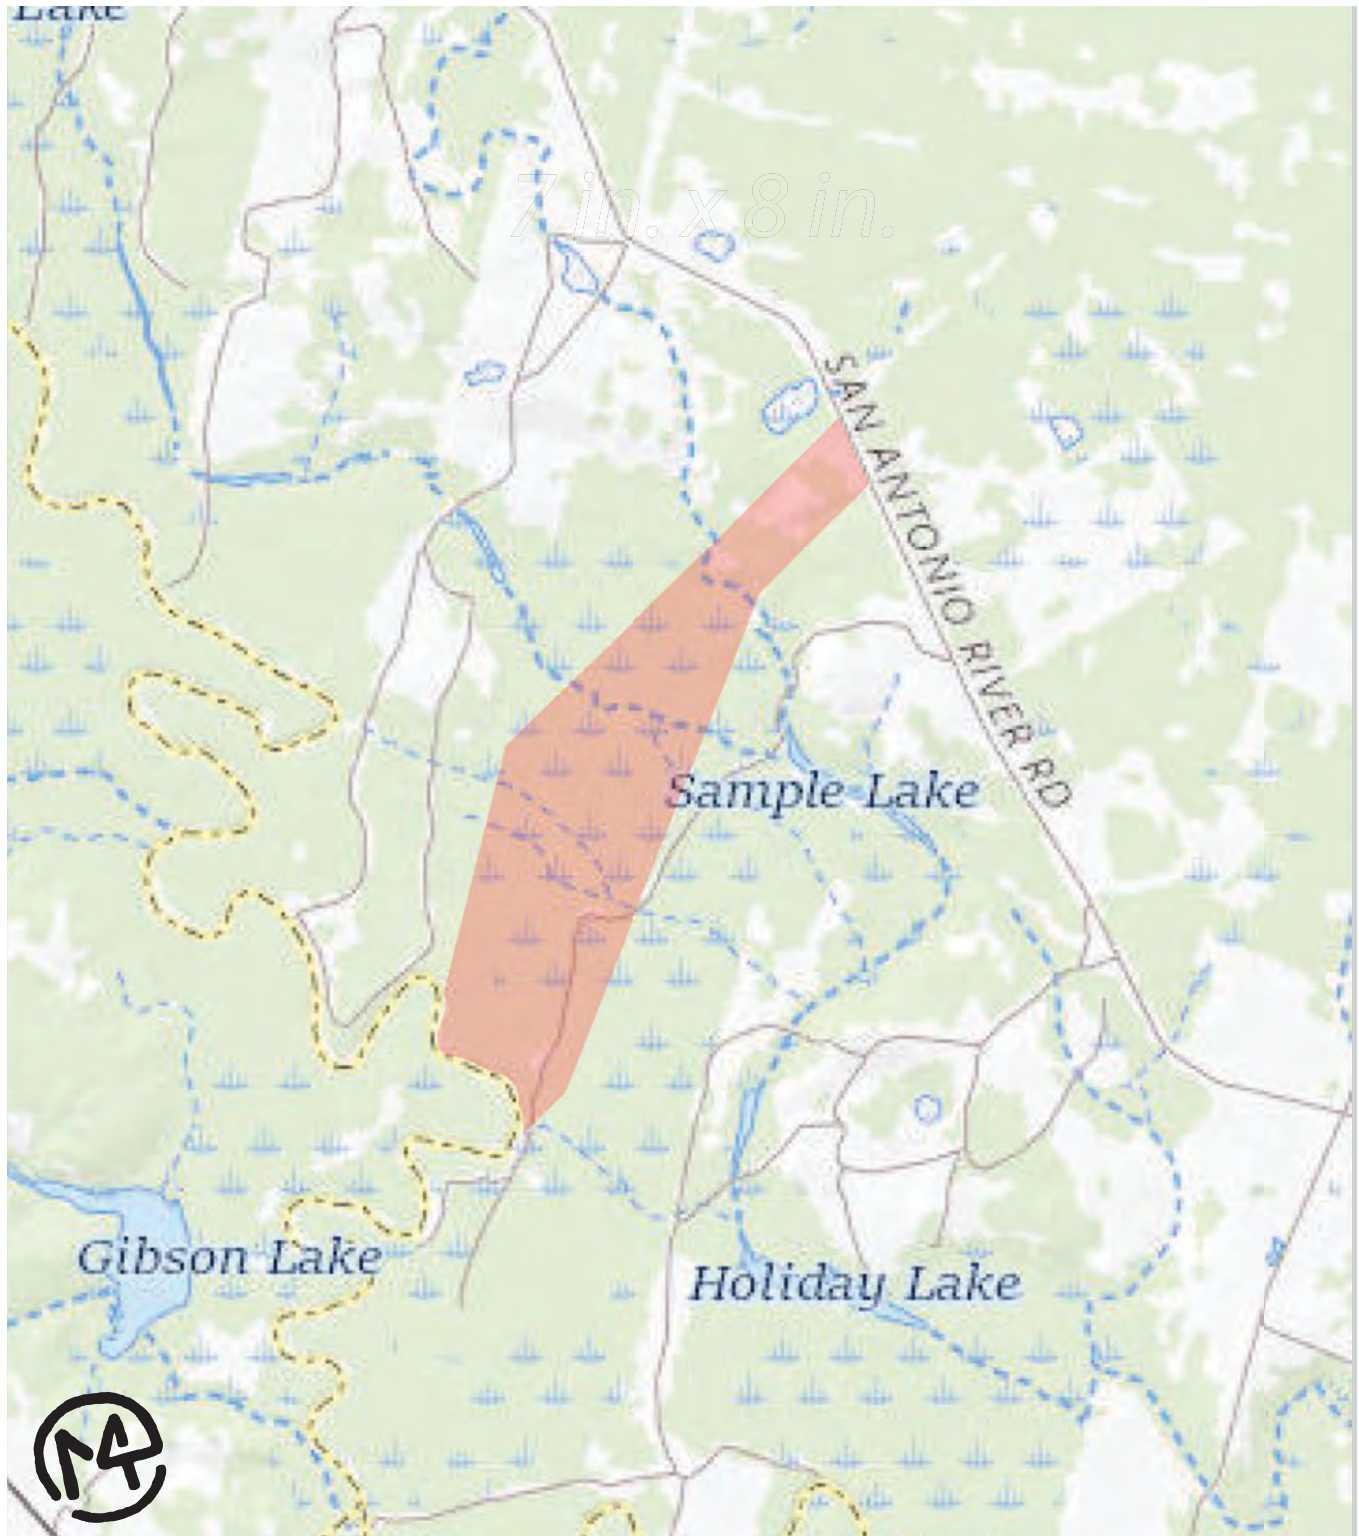 Lake
7 in. x 8 in.
SAN ANTONIO RIVER RD
Sample Lake
Gibson Lake
Holiday Lake